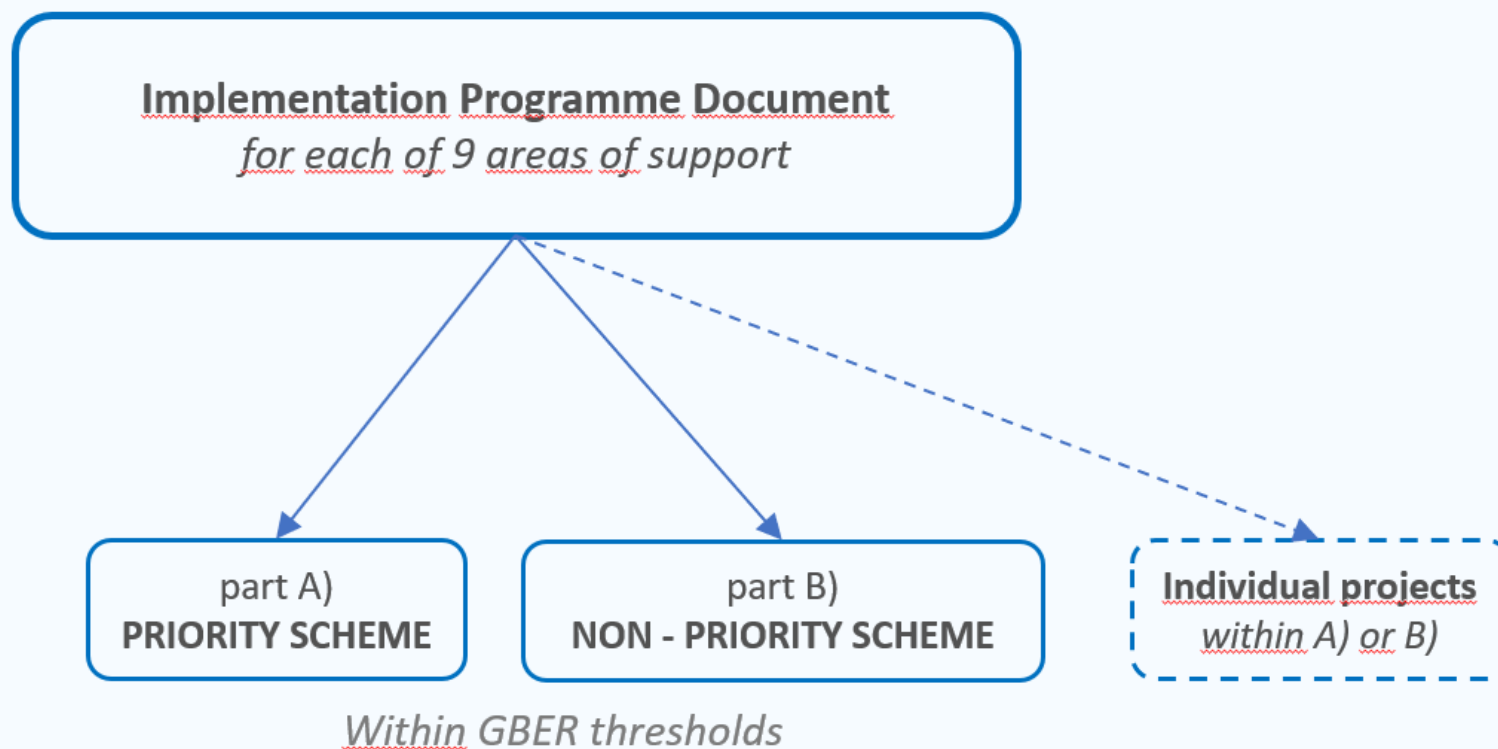 Implementation Programme Document
for each of 9 areas of support
part A)
PRIORITY SCHEME
part B)
NON - PRIORITY SCHEME
Individual projects
within A) or B)
Within GBER thresholds